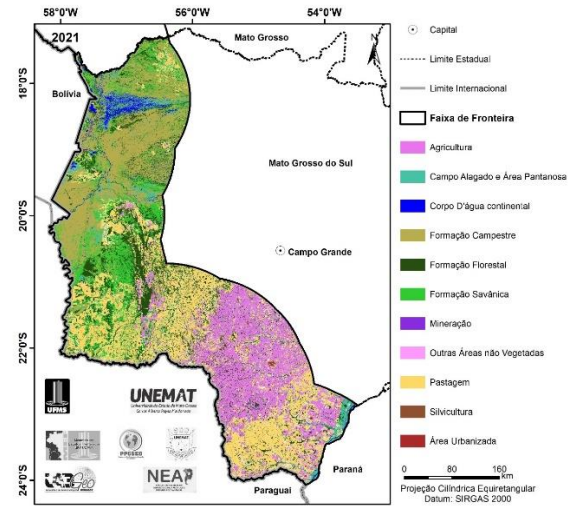 58°0'W 56°0'W 54°0'W
2021
Mato Grosso
Bolívia
18°0'S
20°0'S
22°0'S
24°0'S
Mato Grosso do Sul
Campo Grande
Paraná
Paraguai
N
Capital
Limite Estadual
Limite Internacional
Faixa de Fronteira
Agricultura
Campo Alagado e Área Pantanosa
Corpo D'água continental
Formação Campestre
Formação Florestal
Formação Savânica
Mineração
Outras Áreas não Vegetadas
Pastagem
Silvicultura
Área Urbanizada
0 80 160
km
Projeção Cilíndrica Equiretangular
Datum: SIRGAS 2000
UFMS
UNEMAT
PPGGEO
UNEMAT
Geo
NEAP